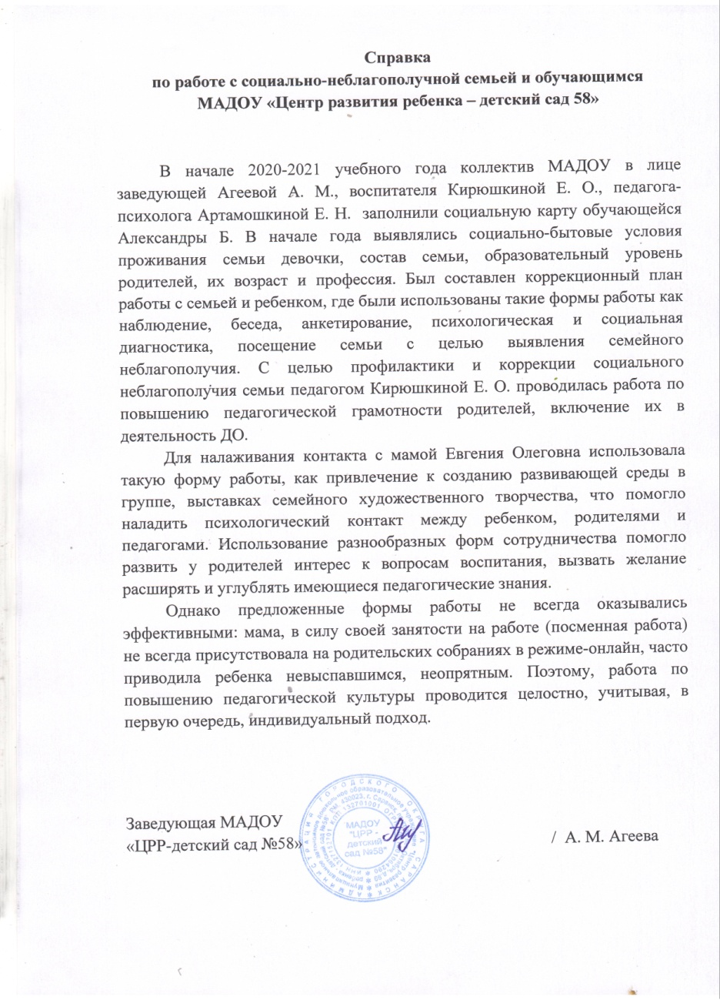 Справка
по работе с социально-неблагополучной семьей и обучающимся
МАДОУ «Центр развития ребенка – детский сад 58»
В начале 2020-2021 учебного года коллектив МАДОУ в лице
заведующей Агеевой А. М., воспитателя Кирюшкиной Е. О., педагога-
психолога Артамошкиной Е. Н. заполнили социальную карту обучающейся
Александры Б. В начале года выявлялись социально-бытовые условия
проживания семьи девочки, состав семьи, образовательный уровень
родителей, их возраст и профессия. Был составлен коррекционный план
работы с семьей и ребенком, где были использованы такие формы работы как
наблюдение, беседа, анкетирование, психологическая и социальная
диагностика, посещение семьи с целью выявления семейного
неблагополучия. С целью профилактики и коррекции социального
неблагополучия семьи педагогом Кирюшкиной Е. О. проводилась работа по
повышению педагогической грамотности родителей, включение их в
деятельность ДО.
Для налаживания контакта с мамой Евгения Олеговна использовала
такую форму работы, как привлечение к созданию развивающей среды в
группе, выставках семейного художественного творчества, что помогло
наладить психологический контакт между ребенком, родителями и
педагогами. Использование разнообразных форм сотрудничества помогло
развить у родителей интерес к вопросам воспитания, вызвать желание
расширять и углублять имеющиеся педагогические знания.
Однако предложенные формы работы не всегда оказывались
эффективными: мама, в силу своей занятости на работе (посменная работа)
не всегда присутствовала на родительских собраниях в режиме-онлайн, часто
приводила ребенка невыспавшимся, неопрятным. Поэтому, работа по
повышению педагогической культуры проводится целостно, учитывая, в
первую очередь, индивидуальный подход.
Заведующая МАДОУ
«ЦРР-детский сад №58»
/ А. М. Агеева
АДМИНИСТРАЦИЯ ГОРОДСКОГО ОКРУГА САРАНСК
МАДОУ
"ЦРР -
детский
сад №58"